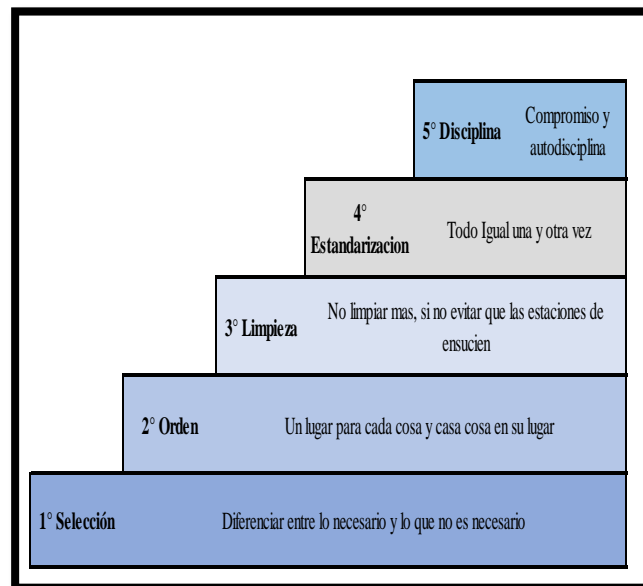 5° Disciplina
Compromiso y
autodisciplina
4°
Estandarizacion
Todo Igual una y otra vez
3° Limpieza
No limpiar mas, si no evitar que las estaciones de
ensucien
2° Orden
Un lugar para cada cosa y casa cosa en su lugar
1° Selección
Diferenciar entre lo necesario y lo que no es necesario